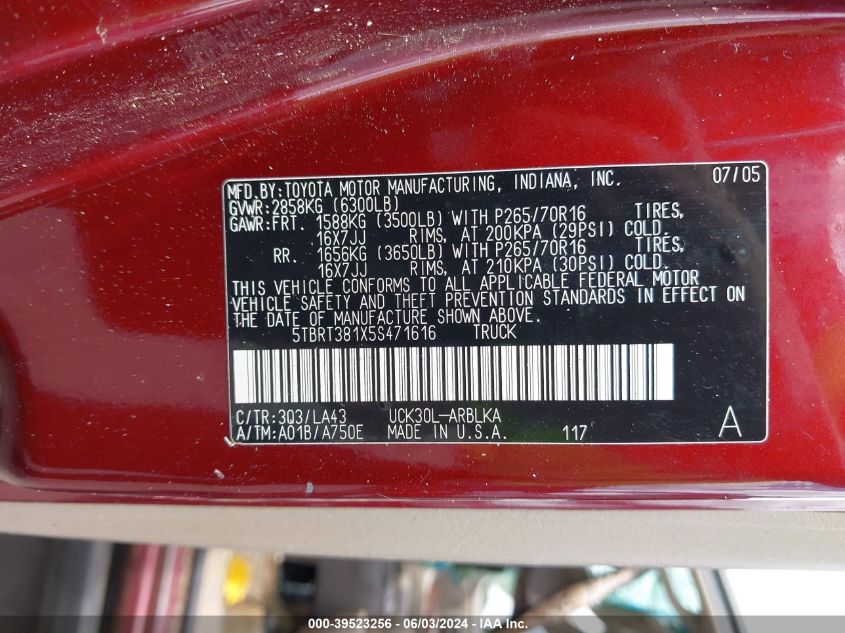 MFD.BY:TOYOTA MOTOR MANUFACTURING, INDIANA, INC. 07/05
GVWR:2858KG (6300LB)
GAWR:FRT. 1588KG (3500LB) WITH P265/70R16 TIRES,
16X7JJ RIMS, AT 200KPA (29PSI) COLD.
RR. 1656KG (3650LB) WITH P265/70R16 TIRES,
16X7JJ RIMS, AT 210KPA (30PSI) COLD.
THIS VEHICLE CONFORMS TO ALL APPLICABLE FEDERAL MOTOR
VEHICLE SAFETY AND THEFT PREVENTION STANDARDS IN EFFECT ON
THE DATE OF MANUFACTURE SHOWN ABOVE.
5TBRT381X5S471616 TRUCK
C/TR:3Q3/LA43 UCK30L-ARBLKA
A/TM:A01B/A750E MADE IN U.S.A. 117 A
000-39523256 - 06/03/2024 - IAA Inc.